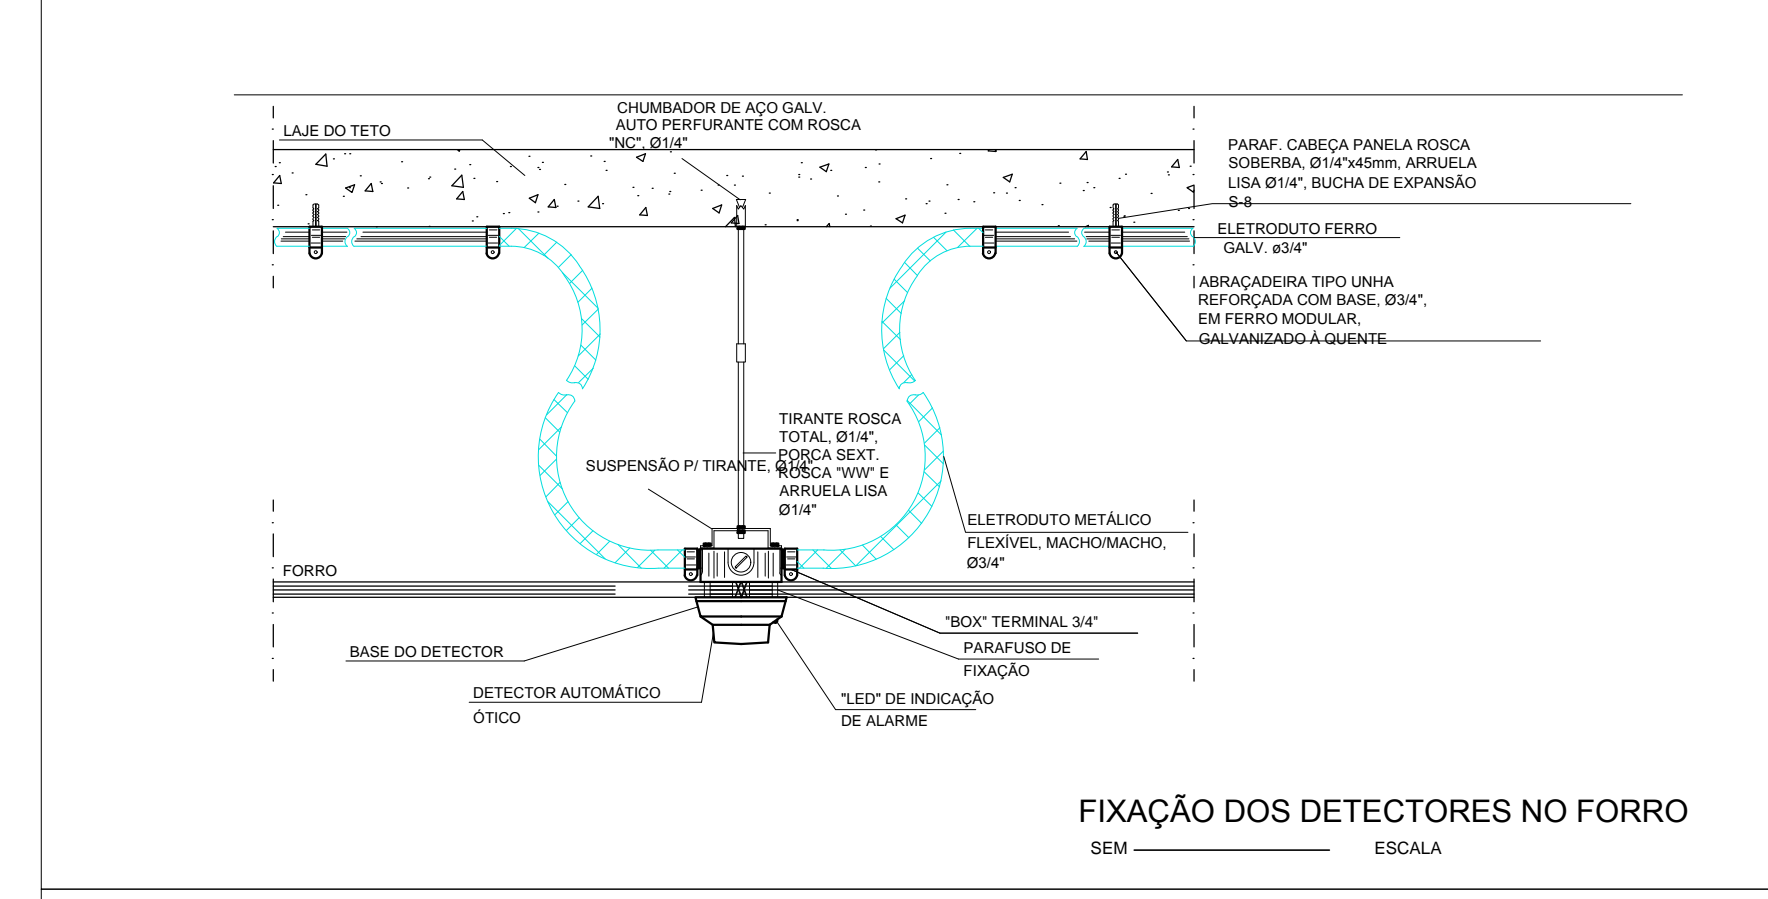 CHUMBADOR DE AÇO GALV.
AUTO PERFURANTE COM ROSCA
"NC", Ø1/4"
LAJE DO TETO
PARAF. CABEÇA PANELA ROSCA
SOBERBA, Ø1/4"x45mm, ARRUELA
LISA Ø1/4", BUCHA DE EXPANSÃO
S-8
ELETRODUTO FERRO
GALV. ø3/4"
ABRAÇADEIRA TIPO UNHA
REFORÇADA COM BASE, Ø3/4",
EM FERRO MODULAR,
GALVANIZADO À QUENTE
TIRANTE ROSCA
TOTAL, Ø1/4",
PORCA SEXT.
ROSCA "WW" E
ARRUELA LISA
Ø1/4"
SUSPENSÃO P/ TIRANTE, Ø1/4"
ELETRODUTO METÁLICO
FLEXÍVEL, MACHO/MACHO,
Ø3/4"
FORRO
"BOX" TERMINAL 3/4"
PARAFUSO DE
FIXAÇÃO
BASE DO DETECTOR
DETECTOR AUTOMÁTICO
ÓTICO
"LED" DE INDICAÇÃO
DE ALARME
FIXAÇÃO DOS DETECTORES NO FORRO
SEM ESCALA